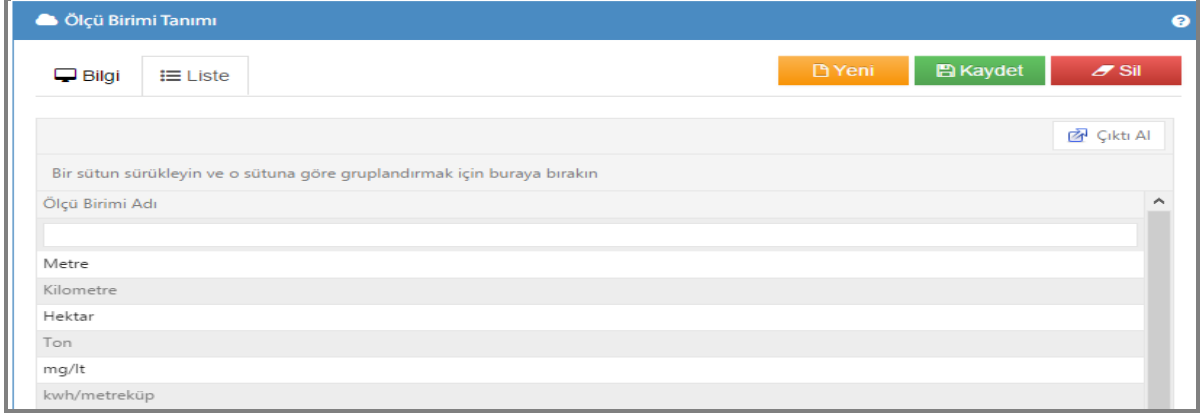 Ölçü Birimi Tanımı
Bilgi Liste Yeni Kaydet Sil
Çıktı Al
Bir sütun sürükleyin ve o sütuna göre gruplandırmak için buraya bırakın
Ölçü Birimi Adı
Metre
Kilometre
Hektar
Ton
mg/lt
kwh/metreküp